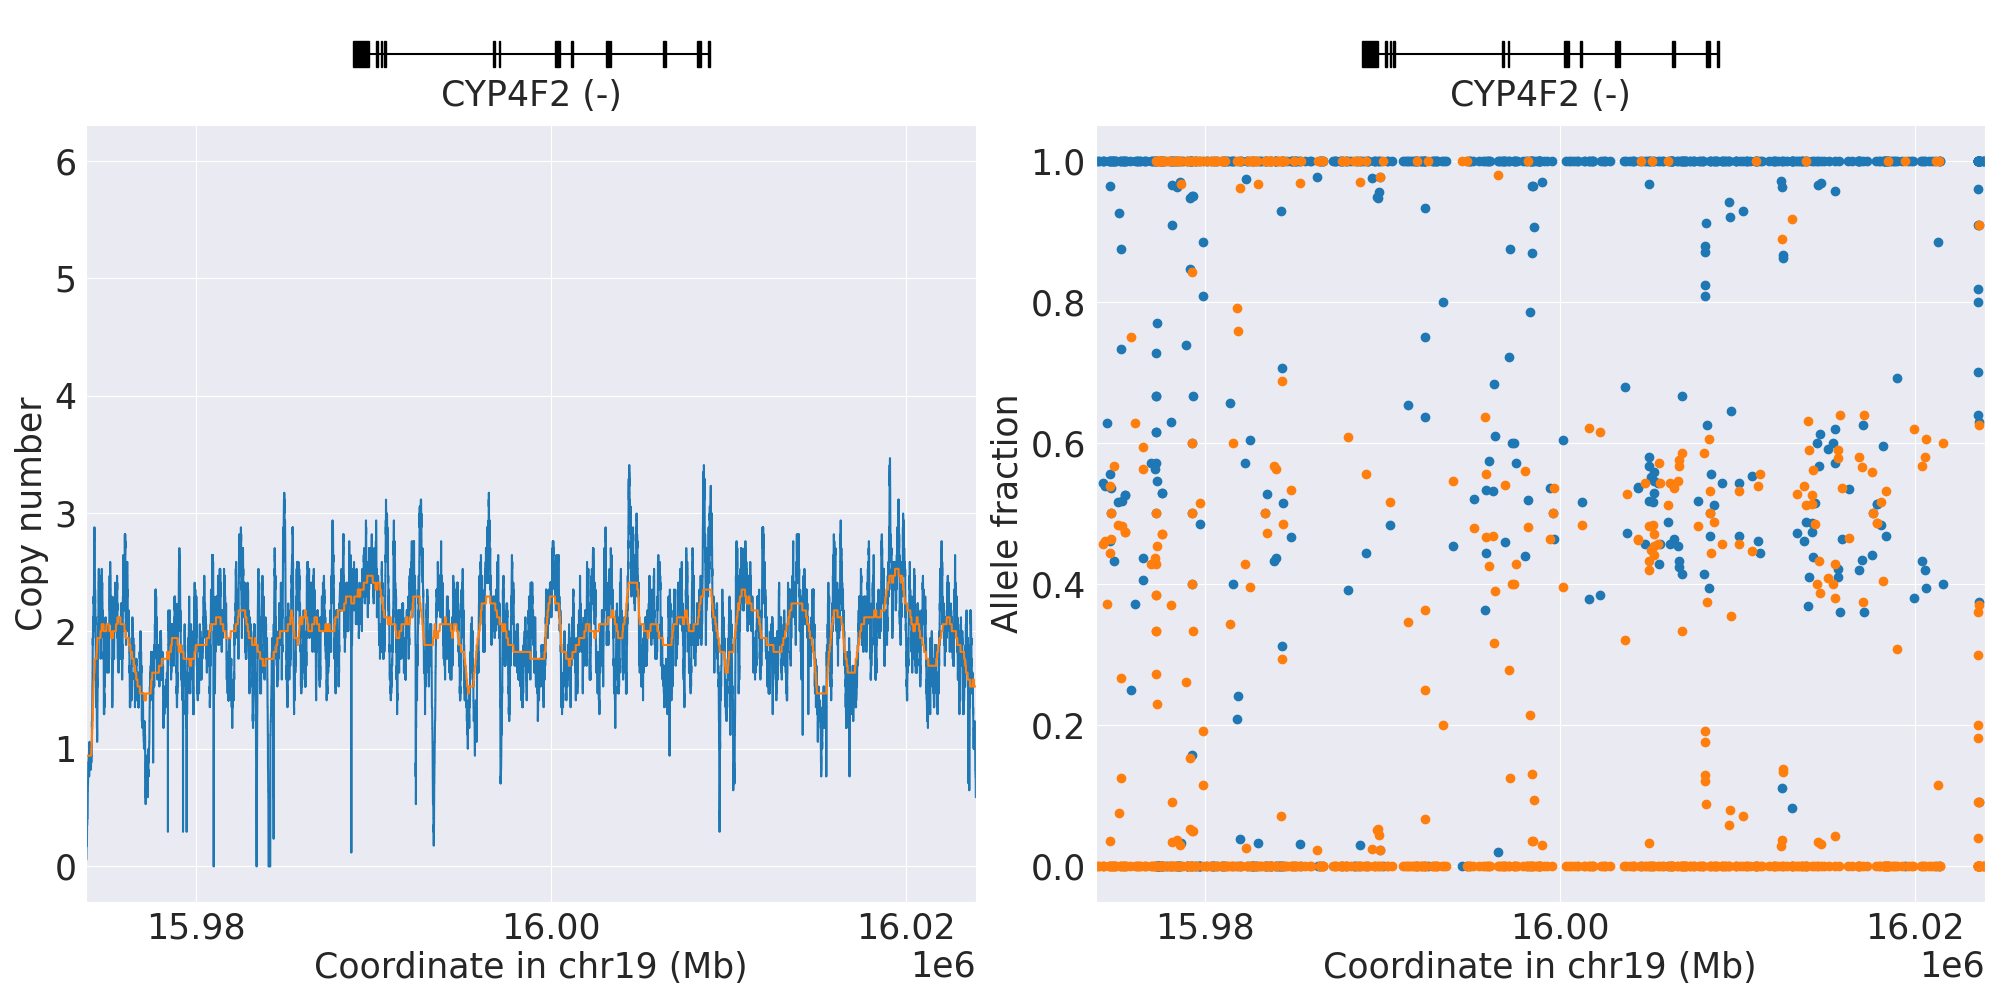 CYP4F2 (-)
6
5
4
3
2
1
0
Copy number
15.98
16.00
16.02
Coordinate in chr19 (Mb)
1e6
CYP4F2 (-)
1.0
0.8
0.6
0.4
0.2
0.0
Allele fraction
15.98
16.00
16.02
Coordinate in chr19 (Mb)
1e6